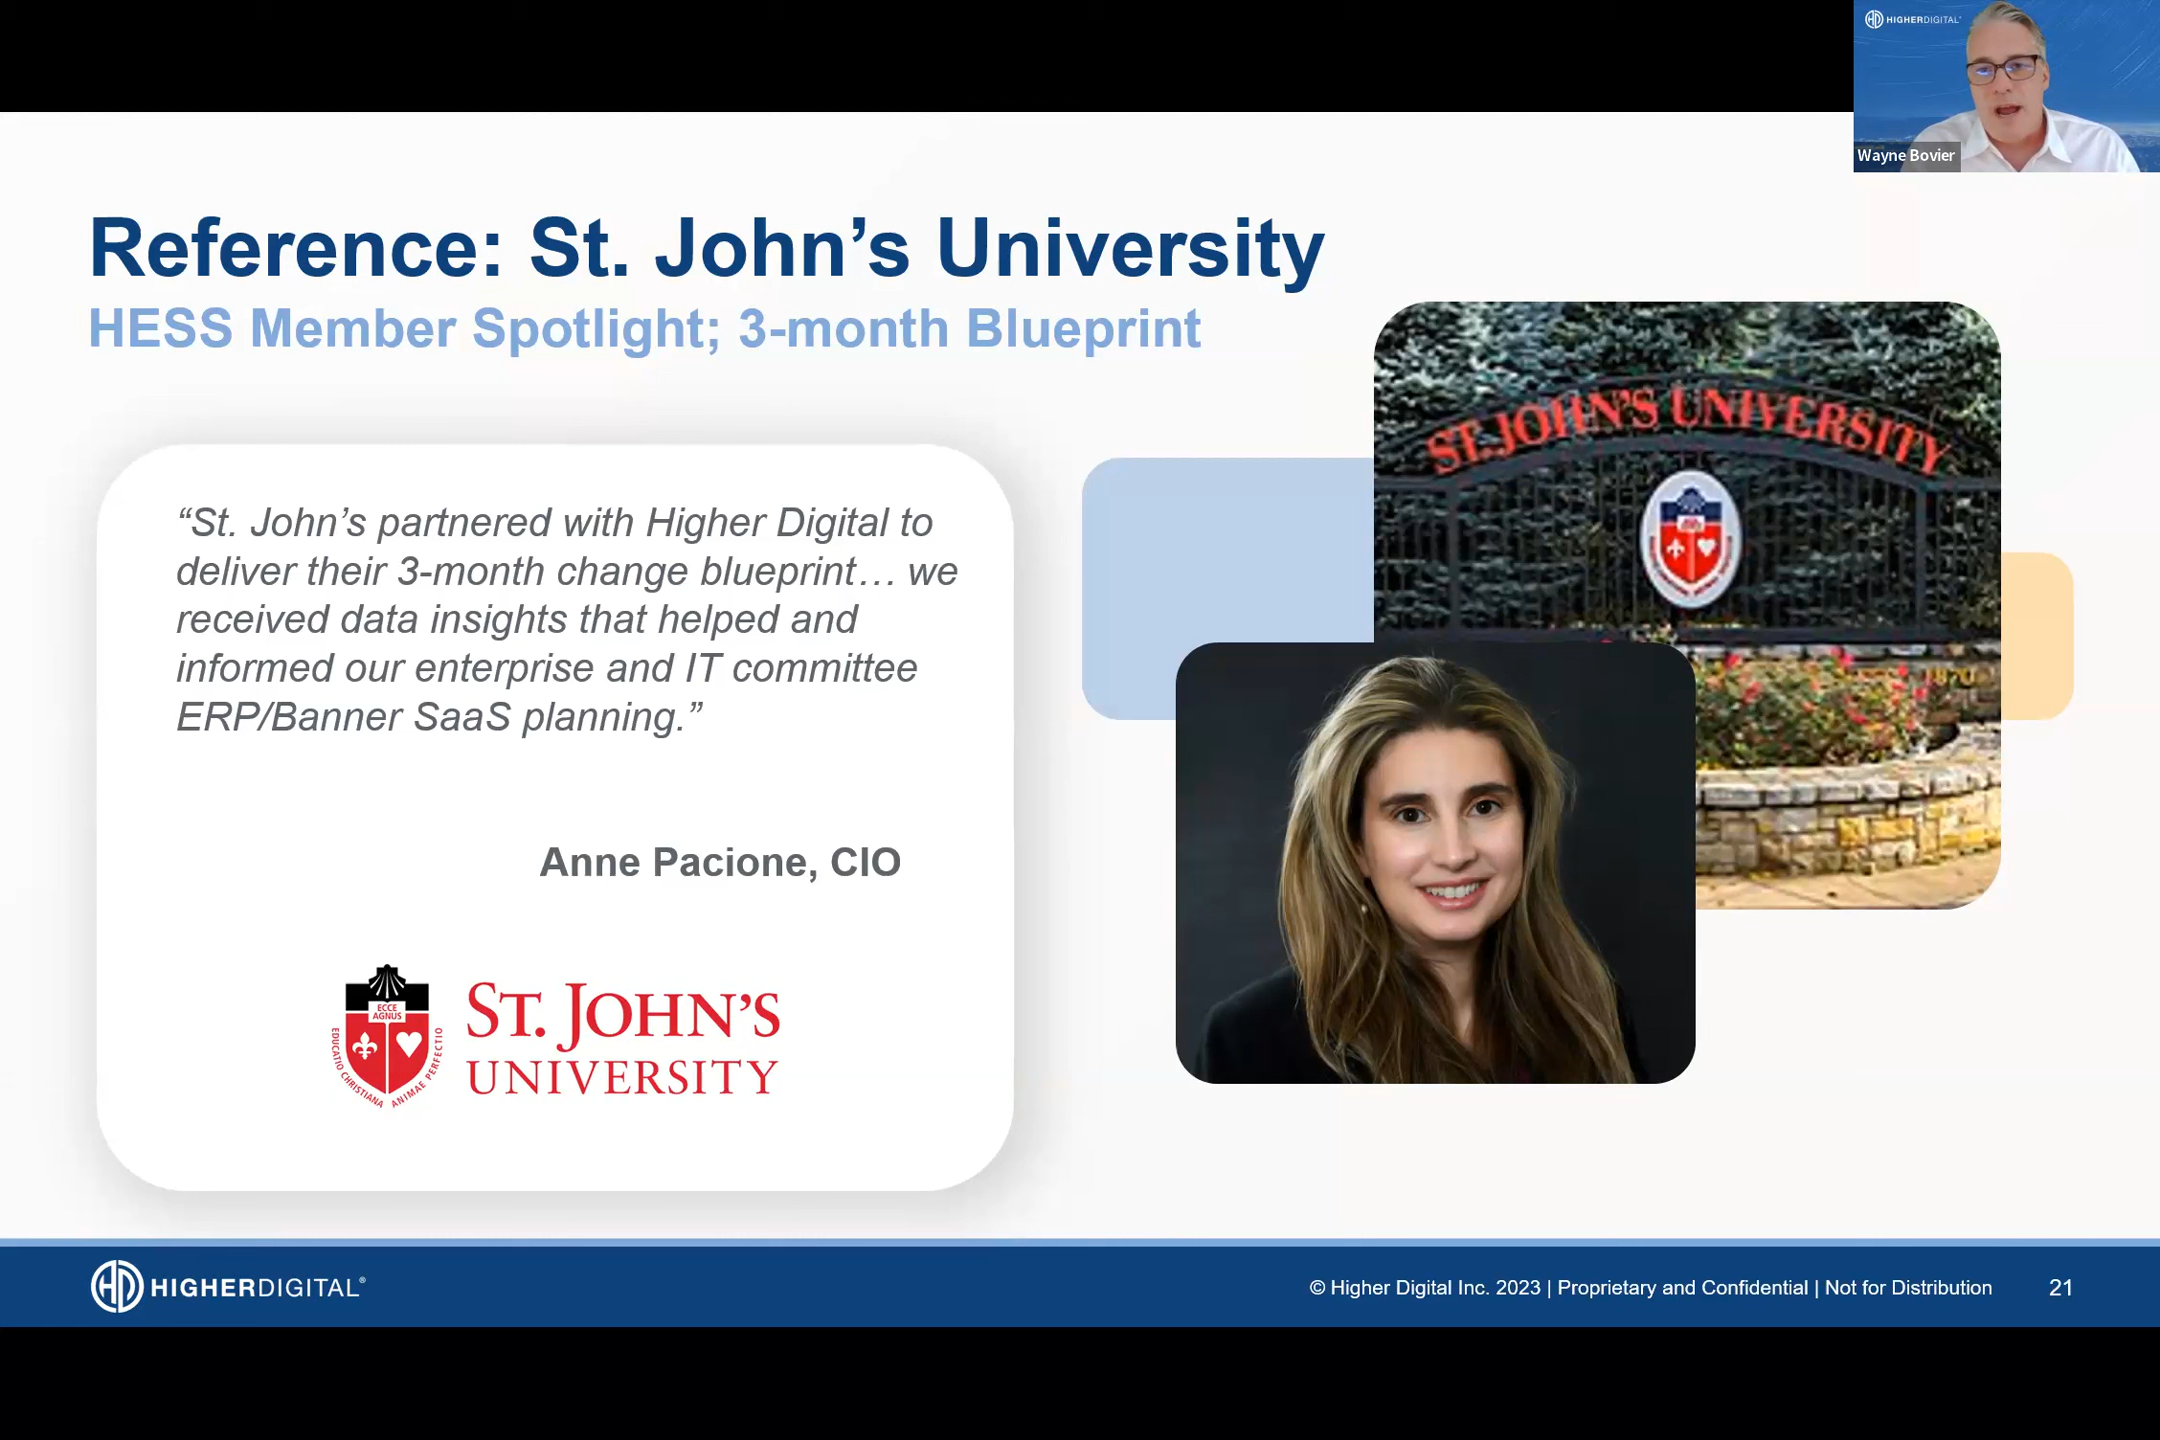 HIGHERDIGITAL
Wayne Bovier
Reference: St. John’s University
HESS Member Spotlight; 3-month Blueprint
“St. John’s partnered with Higher Digital to
deliver their 3-month change blueprint… we
received data insights that helped and
informed our enterprise and IT committee
ERP/Banner SaaS planning.”
Anne Pacione, CIO
ECCE
AGNUS
EDUCATIO CHRISTIANA ANIMAE PERFECTIO
ST. JOHN’S
UNIVERSITY
ST. JOHN'S UNIVERSITY
1870
HIGHERDIGITAL®
© Higher Digital Inc. 2023 | Proprietary and Confidential | Not for Distribution
21